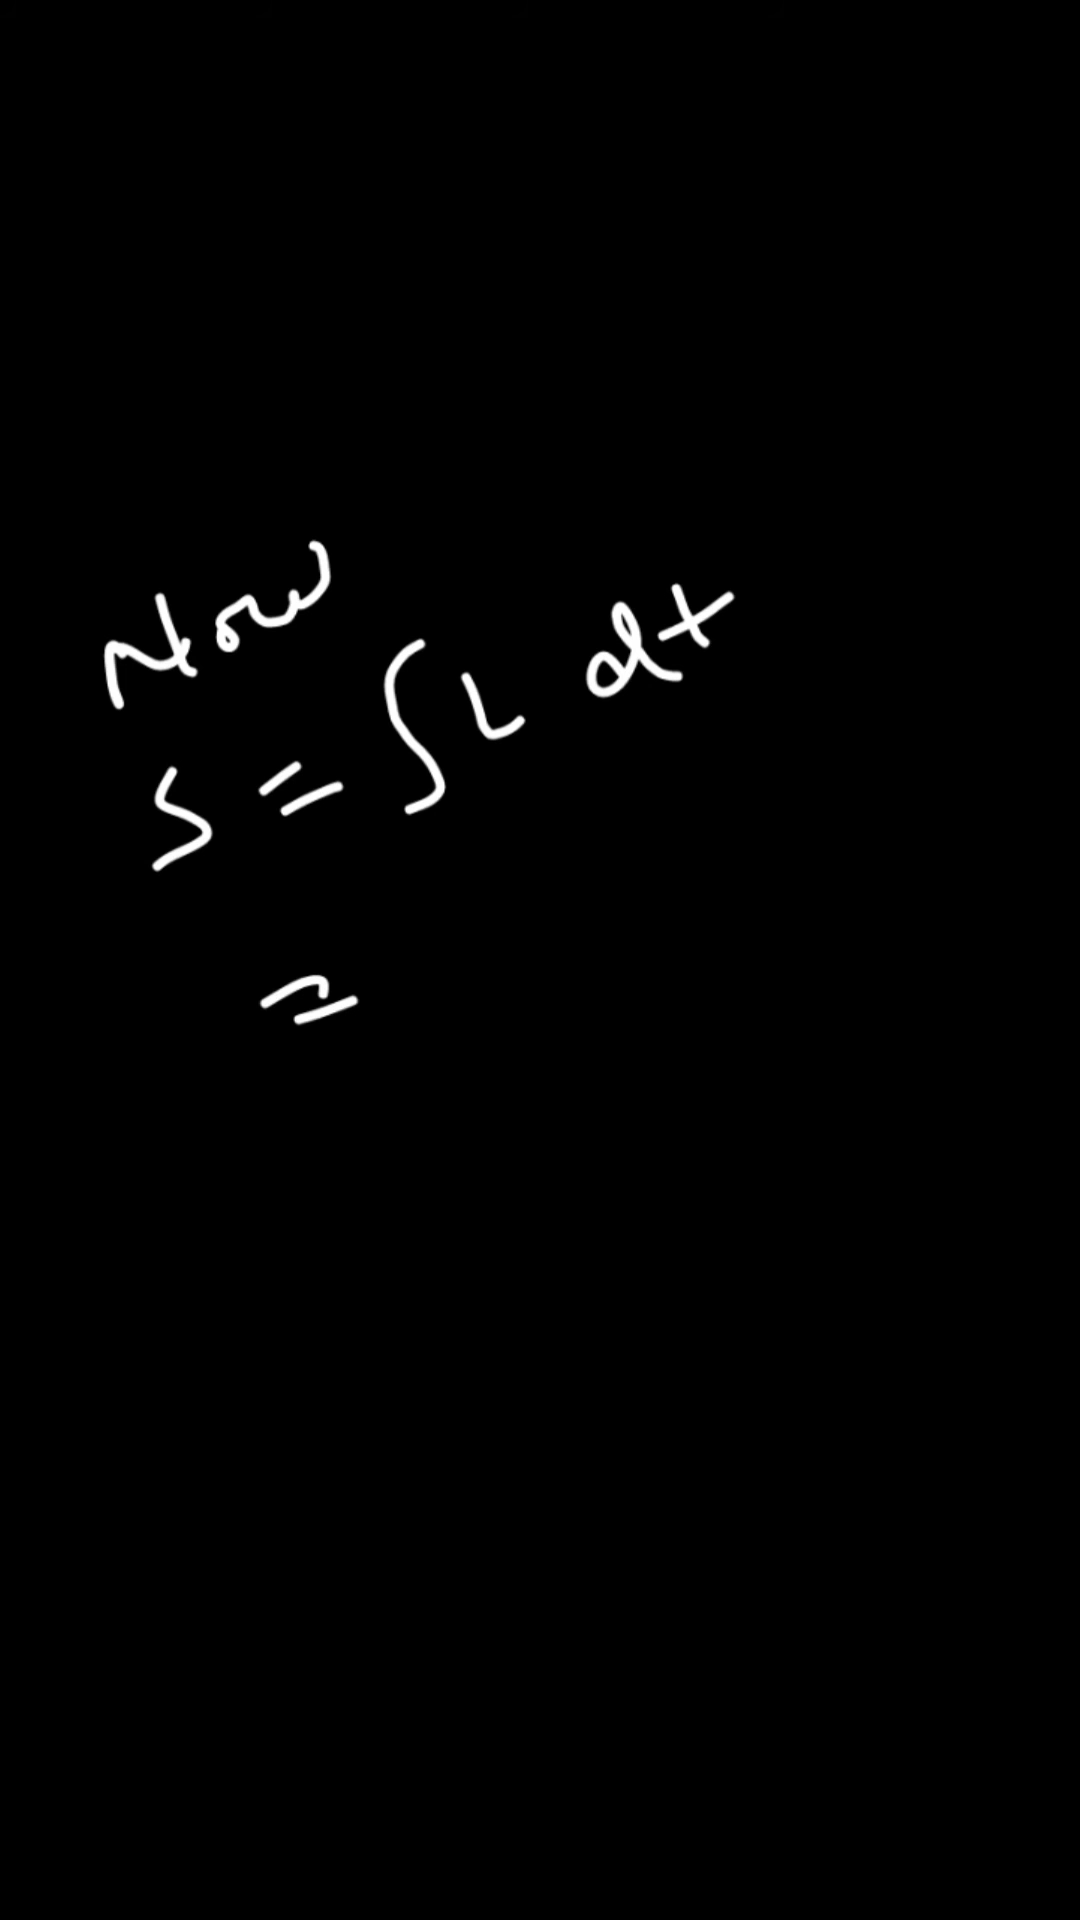 Now
S = ∫ L dt
=